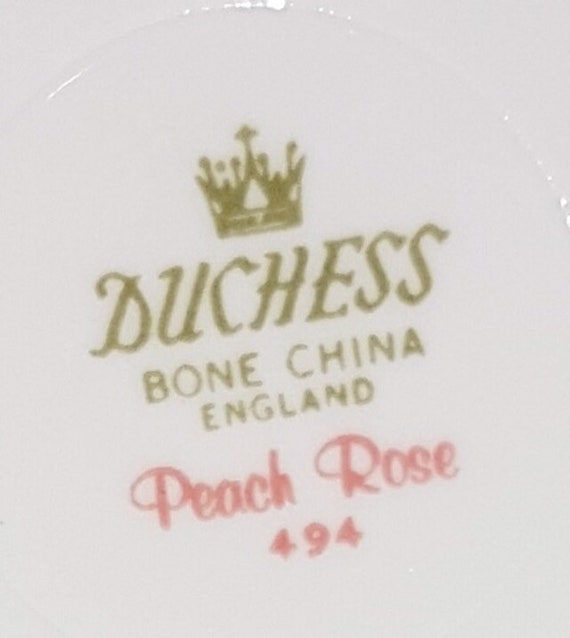 DUCHESS
BONE CHINA
ENGLAND
Peach Rose
494